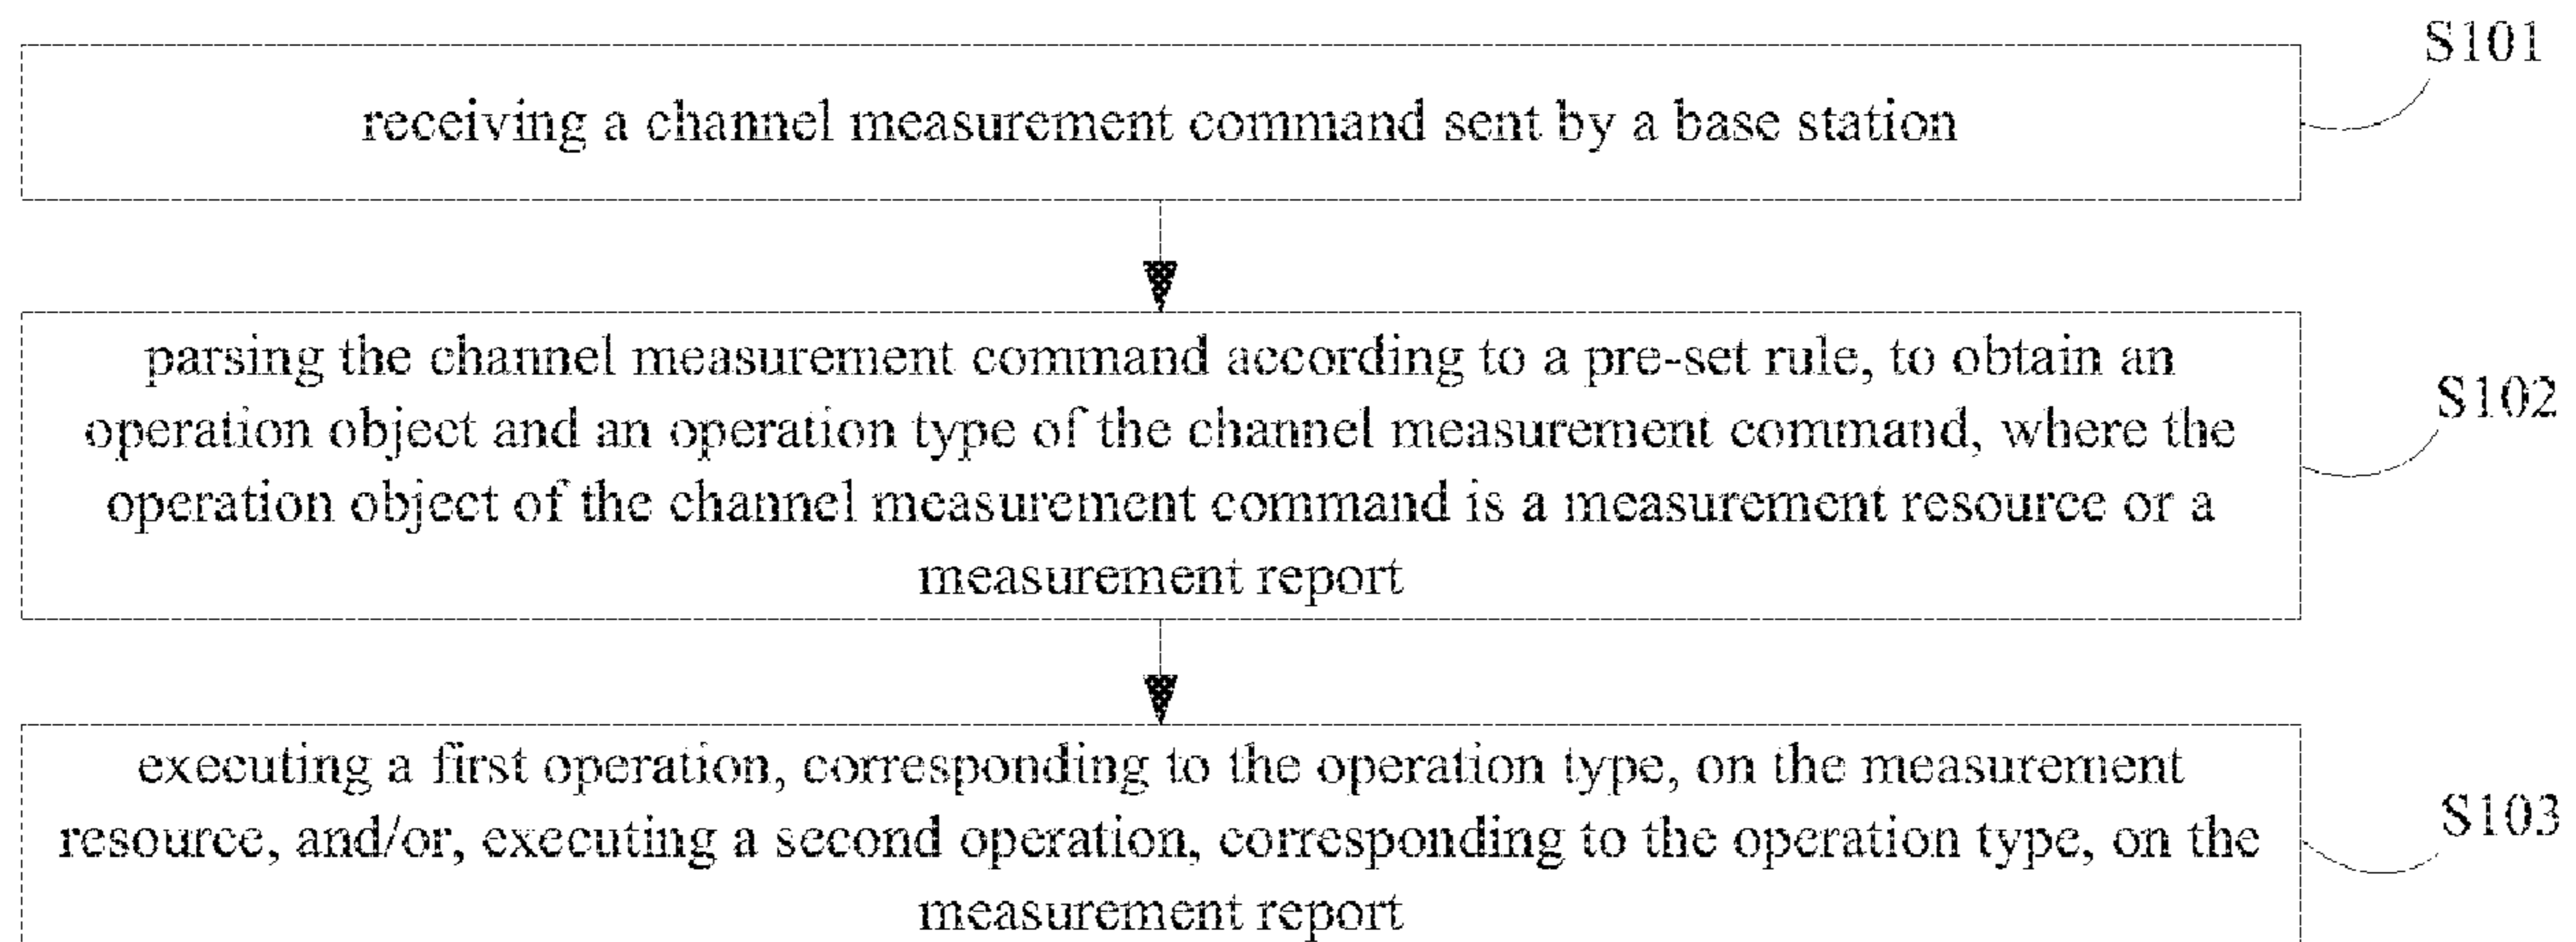 S101
receiving a channel measurement command sent by a base station
parsing the channel measurement command according to a pre-set rule, to obtain an
operation object and an operation type of the channel measurement command, where the
operation object of the channel measurement command is a measurement resource or a
measurement report
S102
executing a first operation, corresponding to the operation type, on the measurement
resource, and/or, executing a second operation, corresponding to the operation type, on the
measurement report
S103